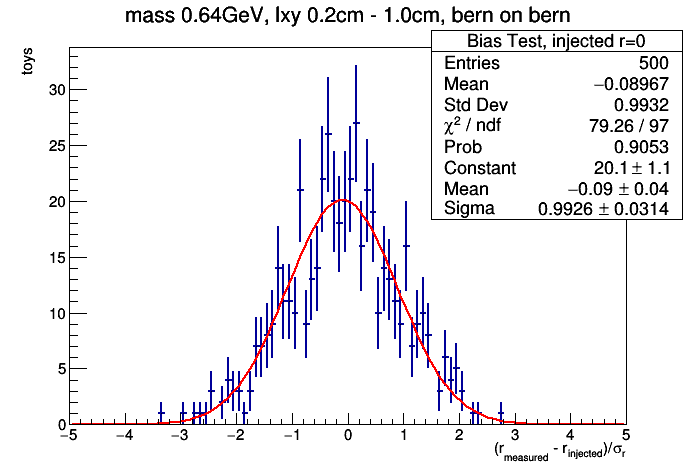 mass 0.64GeV, lxy 0.2cm - 1.0cm, bern on bern
toys
Bias Test, injected r=0
Entries 500
Mean −0.08967
Std Dev 0.9932
χ² / ndf 79.26 / 97
Prob 0.9053
Constant 20.1 ± 1.1
Mean −0.09 ± 0.04
Sigma 0.9926 ± 0.0314
30
25
20
15
10
5
0
−5 −4 −3 −2 −1 0 1 2 3 4 5
(r_measured - r_injected)/σ_r